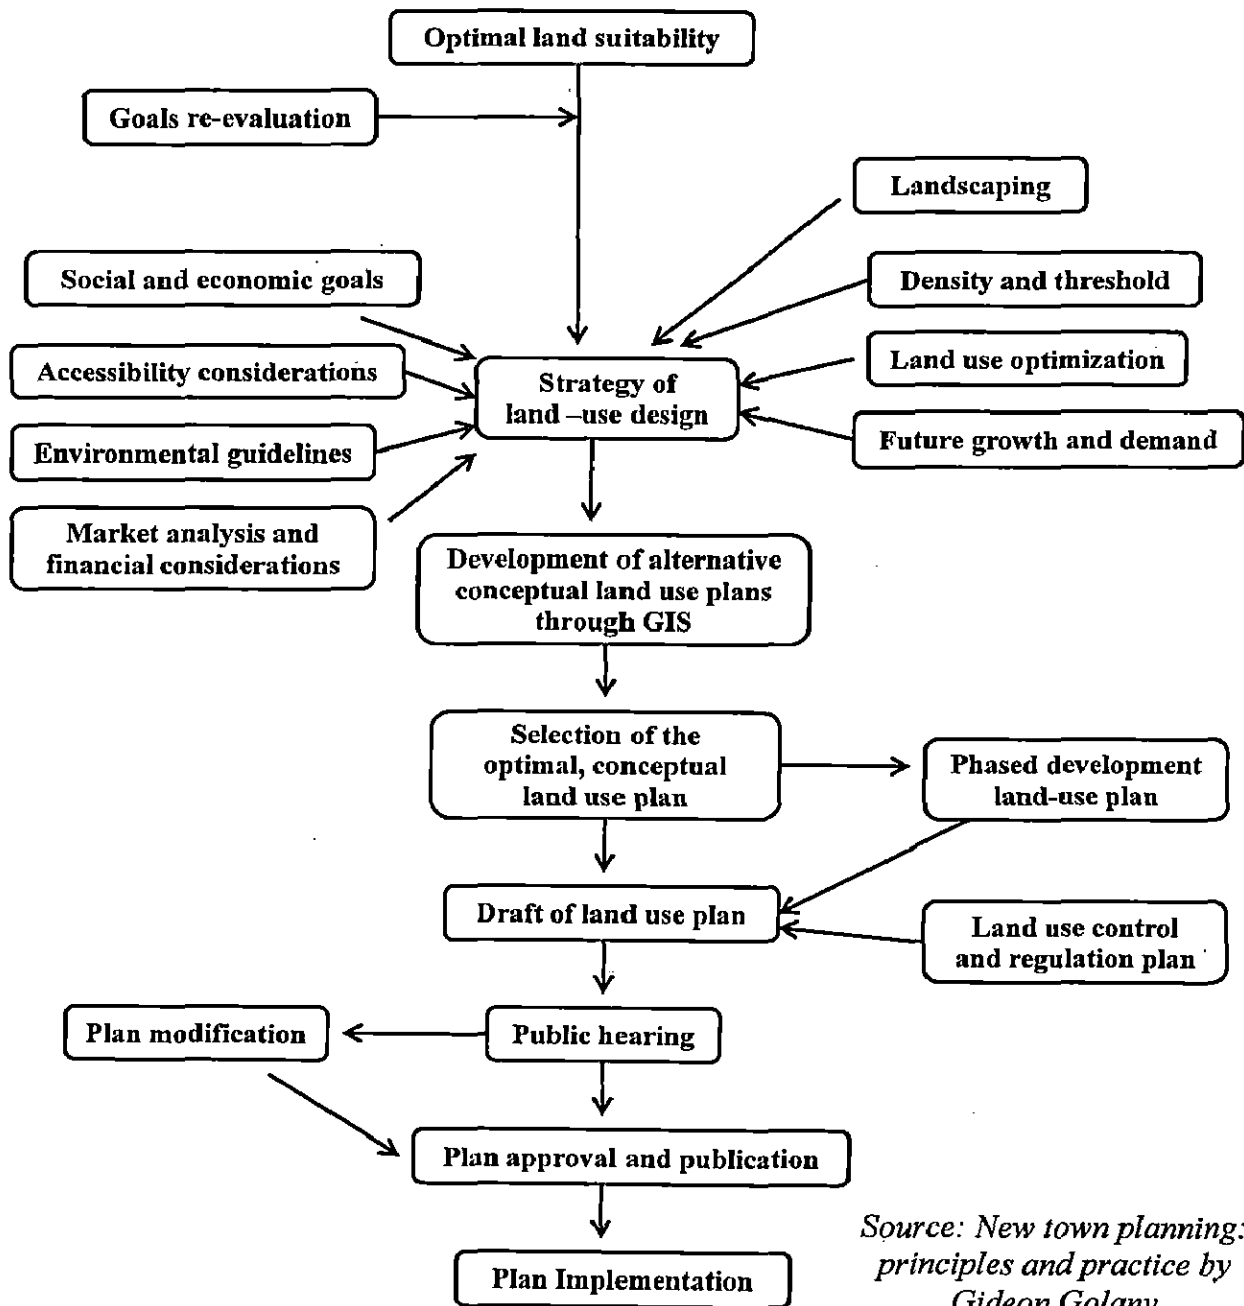 Optimal land suitability
Goals re-evaluation
Landscaping
Social and economic goals
Density and threshold
Accessibility considerations
Land use optimization
Strategy of
land –use design
Environmental guidelines
Future growth and demand
Market analysis and
financial considerations
Development of alternative
conceptual land use plans
through GIS
Selection of the
optimal, conceptual
land use plan
Phased development
land-use plan
Draft of land use plan
Land use control
and regulation plan
Plan modification
Public hearing
Plan approval and publication
Plan Implementation
Source: New town planning:
principles and practice by
Gideon Golany